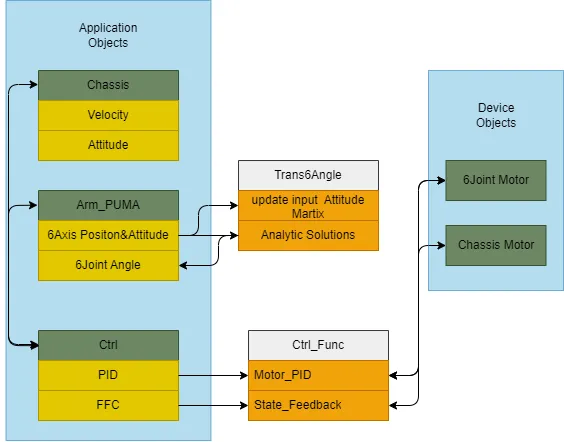 Application
Objects
Chassis
Velocity
Attitude
Arm_PUMA
6Axis Positon&Attitude
6Joint Angle
Ctrl
PID
FFC
Trans6Angle
update input Attitude
Martix
Analytic Solutions
Ctrl_Func
Motor_PID
State_Feedback
Device
Objects
6Joint Motor
Chassis Motor